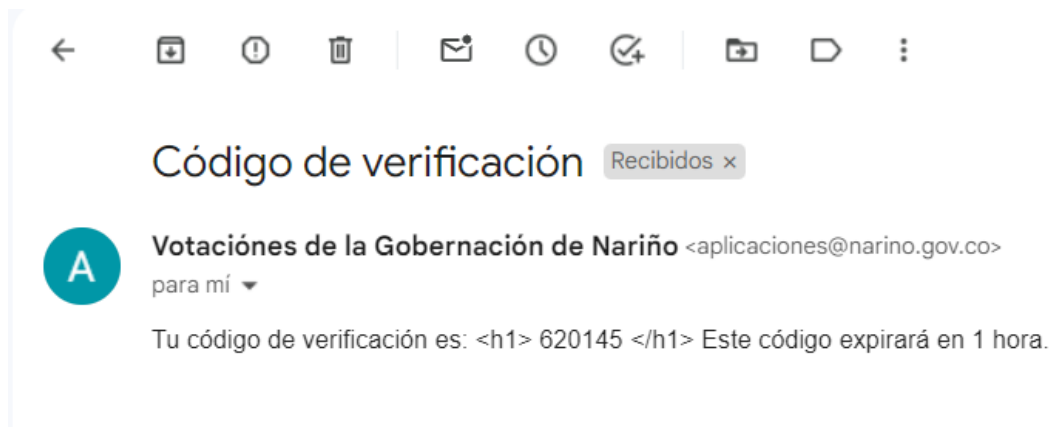 Código de verificación Recibidos ×
A
Votaciónes de la Gobernación de Nariño <aplicaciones@narino.gov.co>
para mí
Tu código de verificación es: <h1> 620145 </h1> Este código expirará en 1 hora.